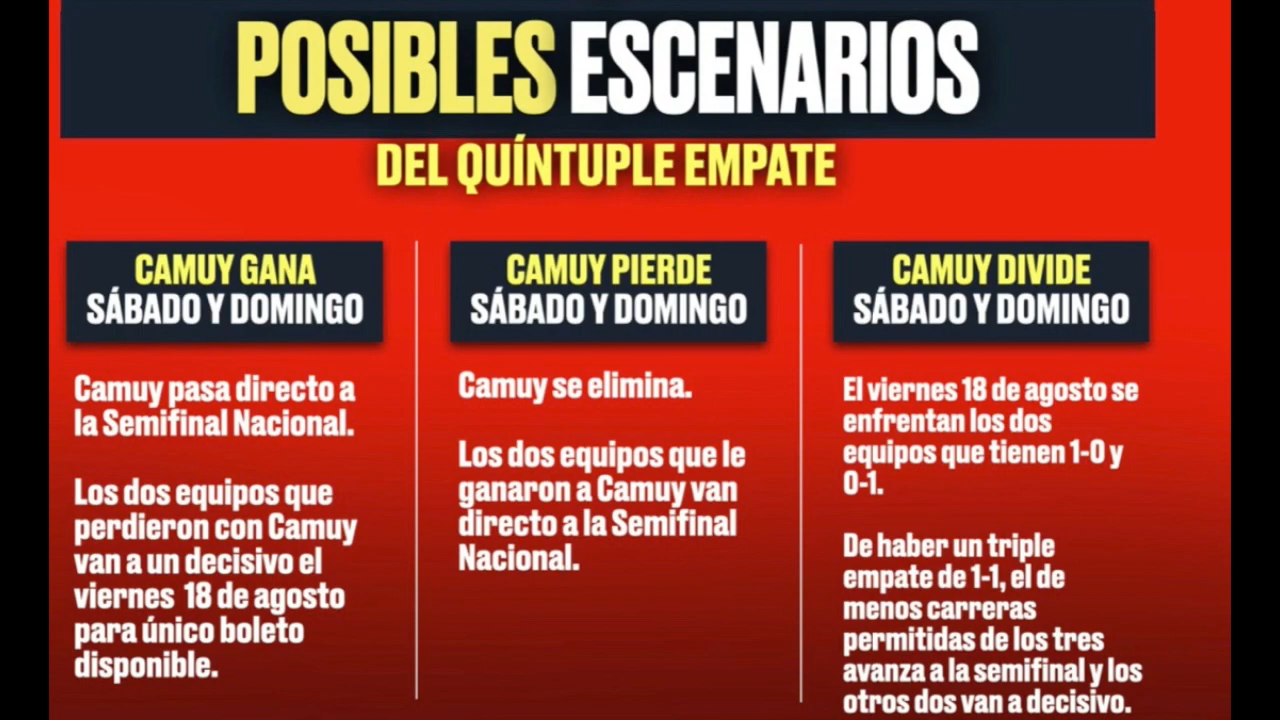 POSIBLES ESCENARIOS
DEL QUÍNTUPLE EMPATE
CAMUY GANA
SÁBADO Y DOMINGO
Camuy pasa directo a
la Semifinal Nacional.
Los dos equipos que
perdieron con Camuy
van a un decisivo el
viernes 18 de agosto
para único boleto
disponible.
CAMUY PIERDE
SÁBADO Y DOMINGO
Camuy se elimina.
Los dos equipos que le
ganaron a Camuy van
directo a la Semifinal
Nacional.
CAMUY DIVIDE
SÁBADO Y DOMINGO
El viernes 18 de agosto se
enfrentan los dos
equipos que tienen 1-0 y
0-1.
De haber un triple
empate de 1-1, el de
menos carreras
permitidas de los tres
avanza a la semifinal y los
otros dos van a decisivo.